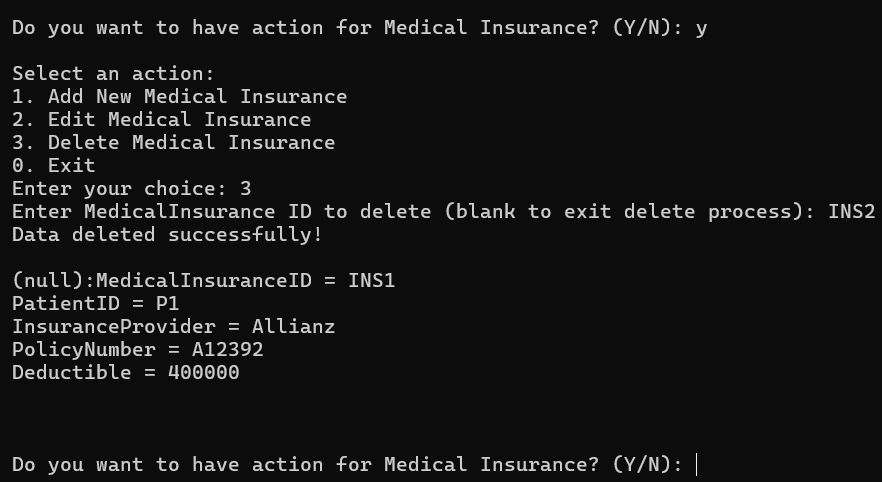 Do you want to have action for Medical Insurance? (Y/N): y
Select an action:
1. Add New Medical Insurance
2. Edit Medical Insurance
3. Delete Medical Insurance
0. Exit
Enter your choice: 3
Enter MedicalInsurance ID to delete (blank to exit delete process): INS2
Data deleted successfully!
(null):MedicalInsuranceID = INS1
PatientID = P1
InsuranceProvider = Allianz
PolicyNumber = A12392
Deductible = 400000
Do you want to have action for Medical Insurance? (Y/N):